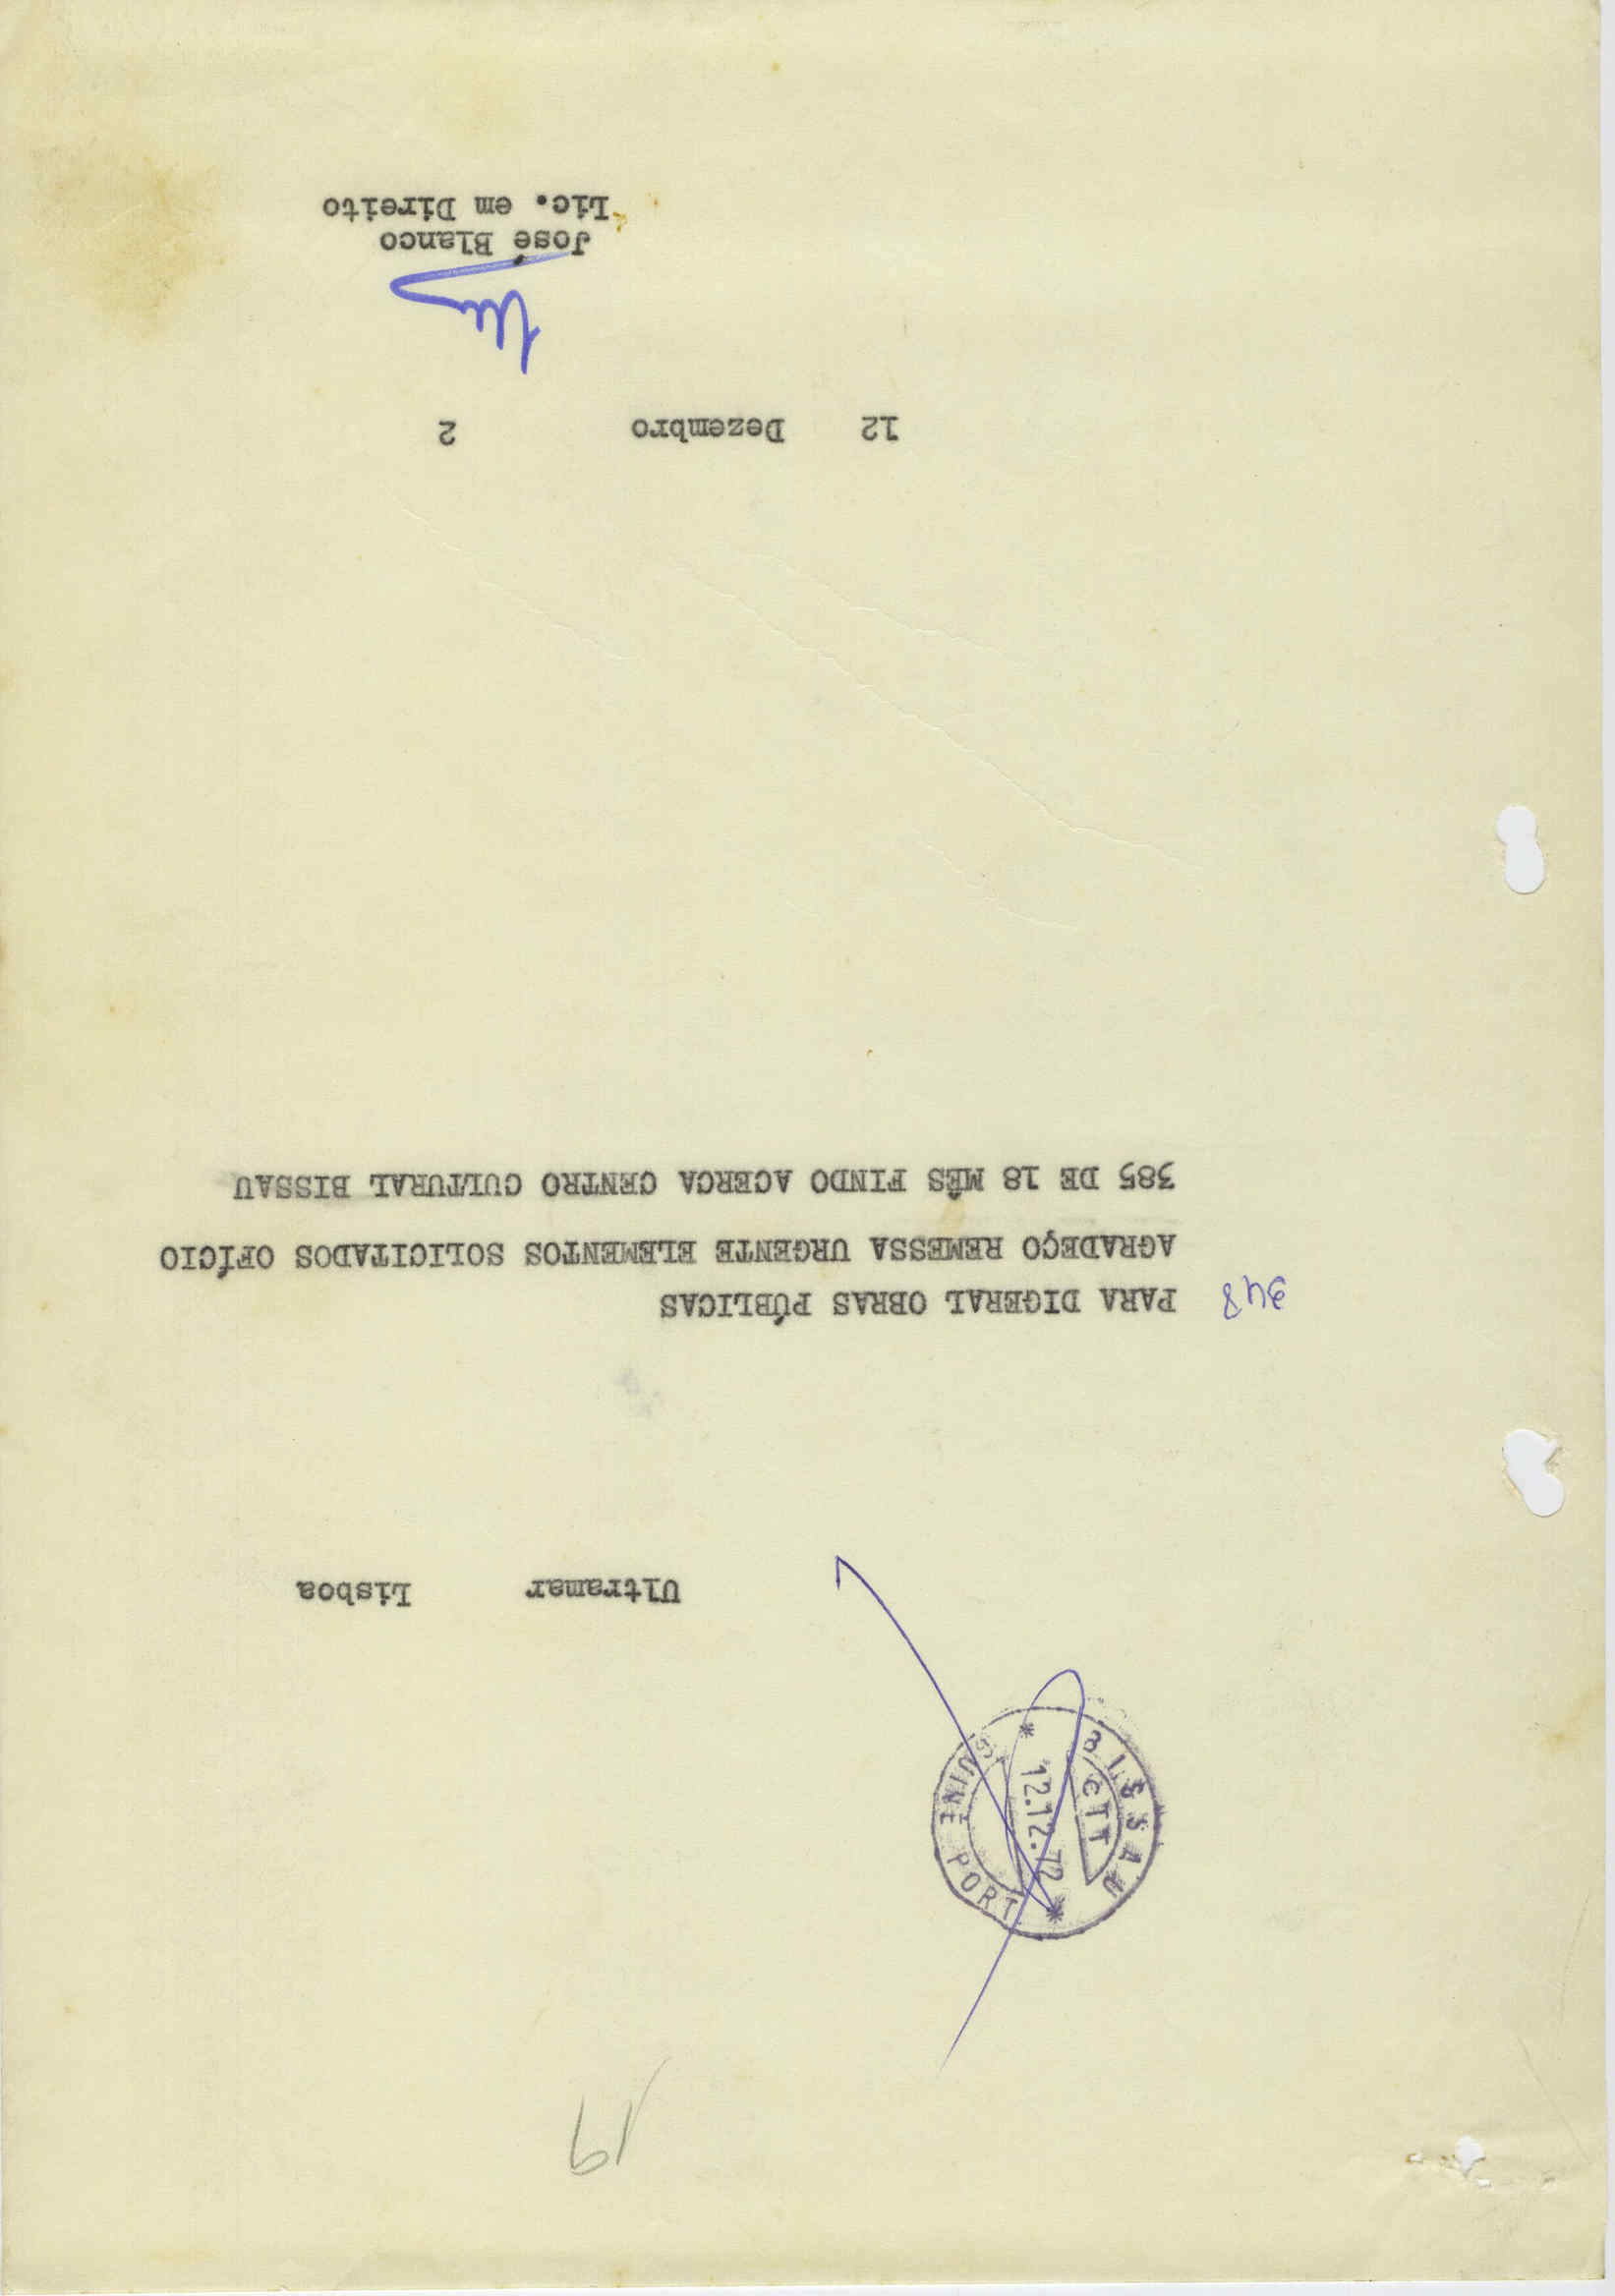 19
BISSAU
CTT
* 12.12.72 *
GUINÉ PORT
Ultramar Lisboa
348 PARA DIGERAL OBRAS PÚBLICAS
AGRADEÇO REMESSA URGENTE ELEMENTOS SOLICITADOS OFÍCIO
385 DE 18 MÊS FINDO ACERCA CENTRO CULTURAL BISSAU
12 Dezembro 2
José Blanco
Lic. em Direito